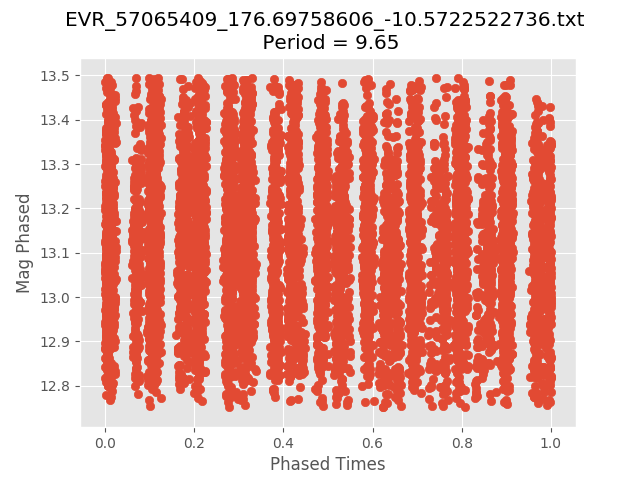 EVR_57065409_176.69758606_-10.5722522736.txt
Period = 9.65
13.5
13.4
13.3
13.2
13.1
13.0
12.9
12.8
Mag Phased
0.0 0.2 0.4 0.6 0.8 1.0
Phased Times